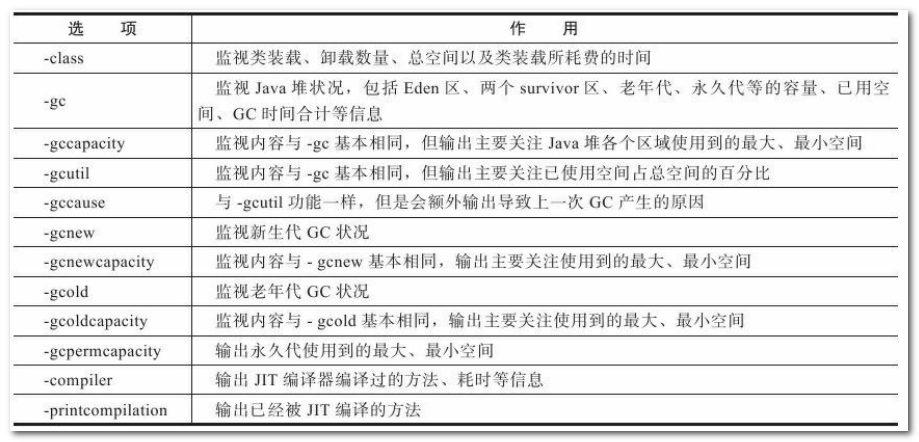 选 项 作 用
-class 监视类装载、卸载数量、总空间以及类装载所耗费的时间
-gc 监视 Java 堆状况，包括 Eden 区、两个 survivor 区、老年代、永久代等的容量、已用空
间、GC 时间合计等信息
-gccapacity 监视内容与 -gc 基本相同，但输出主要关注 Java 堆各个区域使用到的最大、最小空间
-gcutil 监视内容与 -gc 基本相同，但输出主要关注已使用空间占总空间的百分比
-gccause 与 -gcutil 功能一样，但是会额外输出导致上一次 GC 产生的原因
-gcnew 监视新生代 GC 状况
-gcnewcapacity 监视内容与 - gcnew 基本相同，输出主要关注使用到的最大、最小空间
-gcold 监视老年代 GC 状况
-gcoldcapacity 监视内容与 - gcold 基本相同，输出主要关注使用到的最大、最小空间
-gcpermcapacity 输出永久代使用到的最大、最小空间
-compiler 输出 JIT 编译器编译过的方法、耗时等信息
-printcompilation 输出已经被 JIT 编译的方法